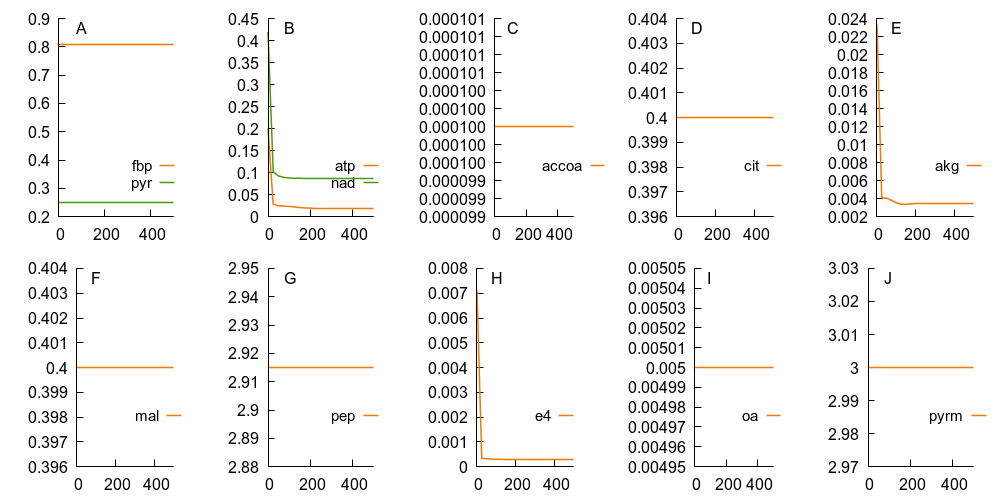 A
0.9
0.8
0.7
0.6
0.5
0.4
0.3
0.2
0 200 400
fbp
pyr
B
0.45
0.4
0.35
0.3
0.25
0.2
0.15
0.1
0.05
0
0 200 400
atp
nad
C
0.000101
0.000101
0.000101
0.000101
0.000100
0.000100
0.000100
0.000100
0.000100
0.000099
0.000099
0.000099
0 200 400
accoa
D
0.404
0.403
0.402
0.401
0.4
0.399
0.398
0.397
0.396
0 200 400
cit
E
0.024
0.022
0.02
0.018
0.016
0.014
0.012
0.01
0.008
0.006
0.004
0.002
0 200 400
akg
F
0.404
0.403
0.402
0.401
0.4
0.399
0.398
0.397
0.396
0 200 400
mal
G
2.95
2.94
2.93
2.92
2.91
2.9
2.89
2.88
0 200 400
pep
H
0.008
0.007
0.006
0.005
0.004
0.003
0.002
0.001
0
0 200 400
e4
I
0.00505
0.00504
0.00503
0.00502
0.00501
0.005
0.00499
0.00498
0.00497
0.00496
0.00495
0 200 400
oa
J
3.03
3.02
3.01
3
2.99
2.98
2.97
0 200 400
pyrm